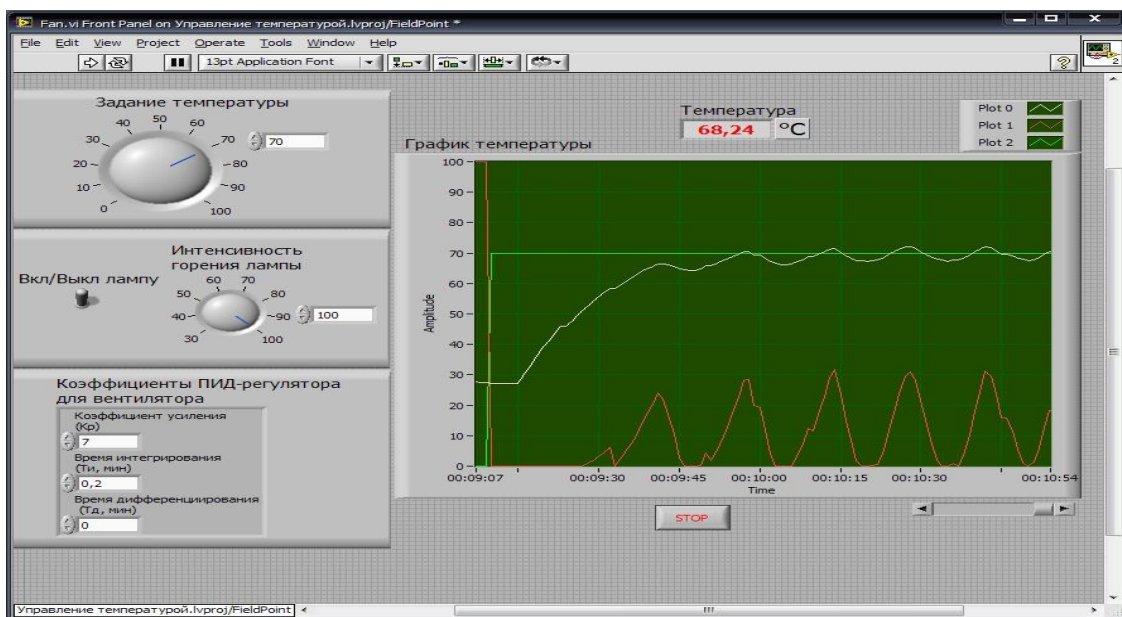 Fan.vi Front Panel on Управление температурой.lvproj/FieldPoint *
File Edit View Project Operate Tools Window Help
13pt Application Font
2
Задание температуры
0 10 20 30 40 50 60 70 80 90 100
70
Вкл/Выкл лампу
Интенсивность
горения лампы
30 40 50 60 70 80 90 100
100
Коэффициенты ПИД-регулятора
для вентилятора
Коэффициент усиления
(Кр)
7
Время интегрирования
(Ти, мин)
0,2
Время дифференциирования
(Тд, мин)
0
Температура
68,24 °C
Plot 0
Plot 1
Plot 2
График температуры
Amplitude
100
90
80
70
60
50
40
30
20
10
0
00:09:07 00:09:30 00:09:45 00:10:00 00:10:15 00:10:30 00:10:54
Time
STOP
Управление температурой.lvproj/FieldPoint